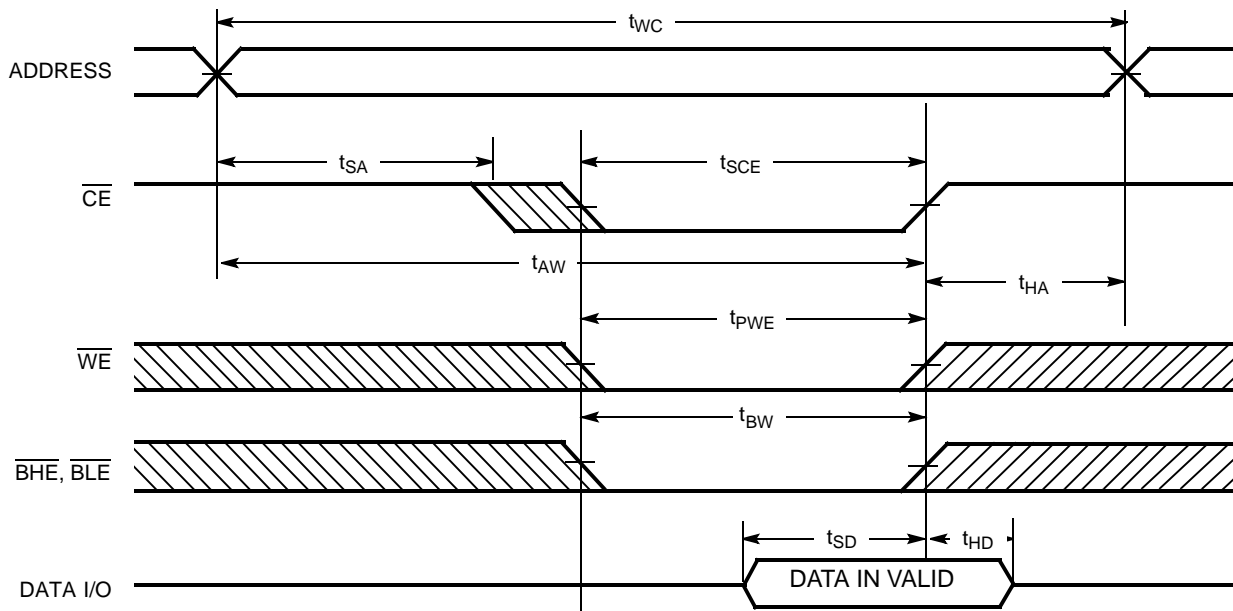 tWC
ADDRESS
tSA
tSCE
CE
tAW
tHA
tPWE
WE
tBW
BHE, BLE
tSD
tHD
DATA IN VALID
DATA I/O